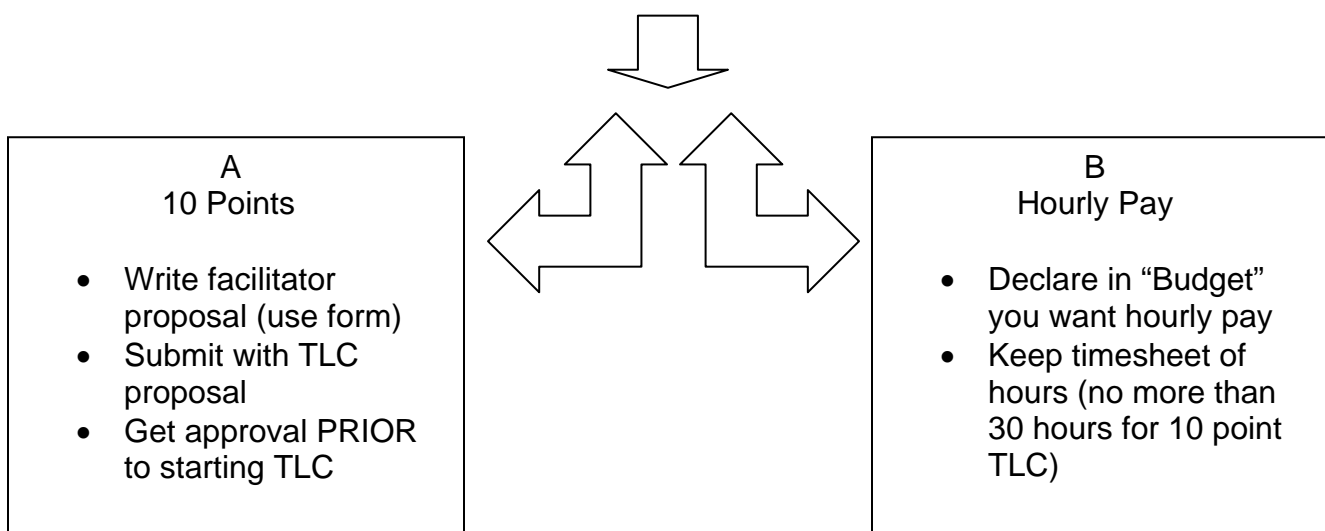 A
10 Points
• Write facilitator
proposal (use form)
• Submit with TLC
proposal
• Get approval PRIOR
to starting TLC
B
Hourly Pay
• Declare in “Budget”
you want hourly pay
• Keep timesheet of
hours (no more than
30 hours for 10 point
TLC)